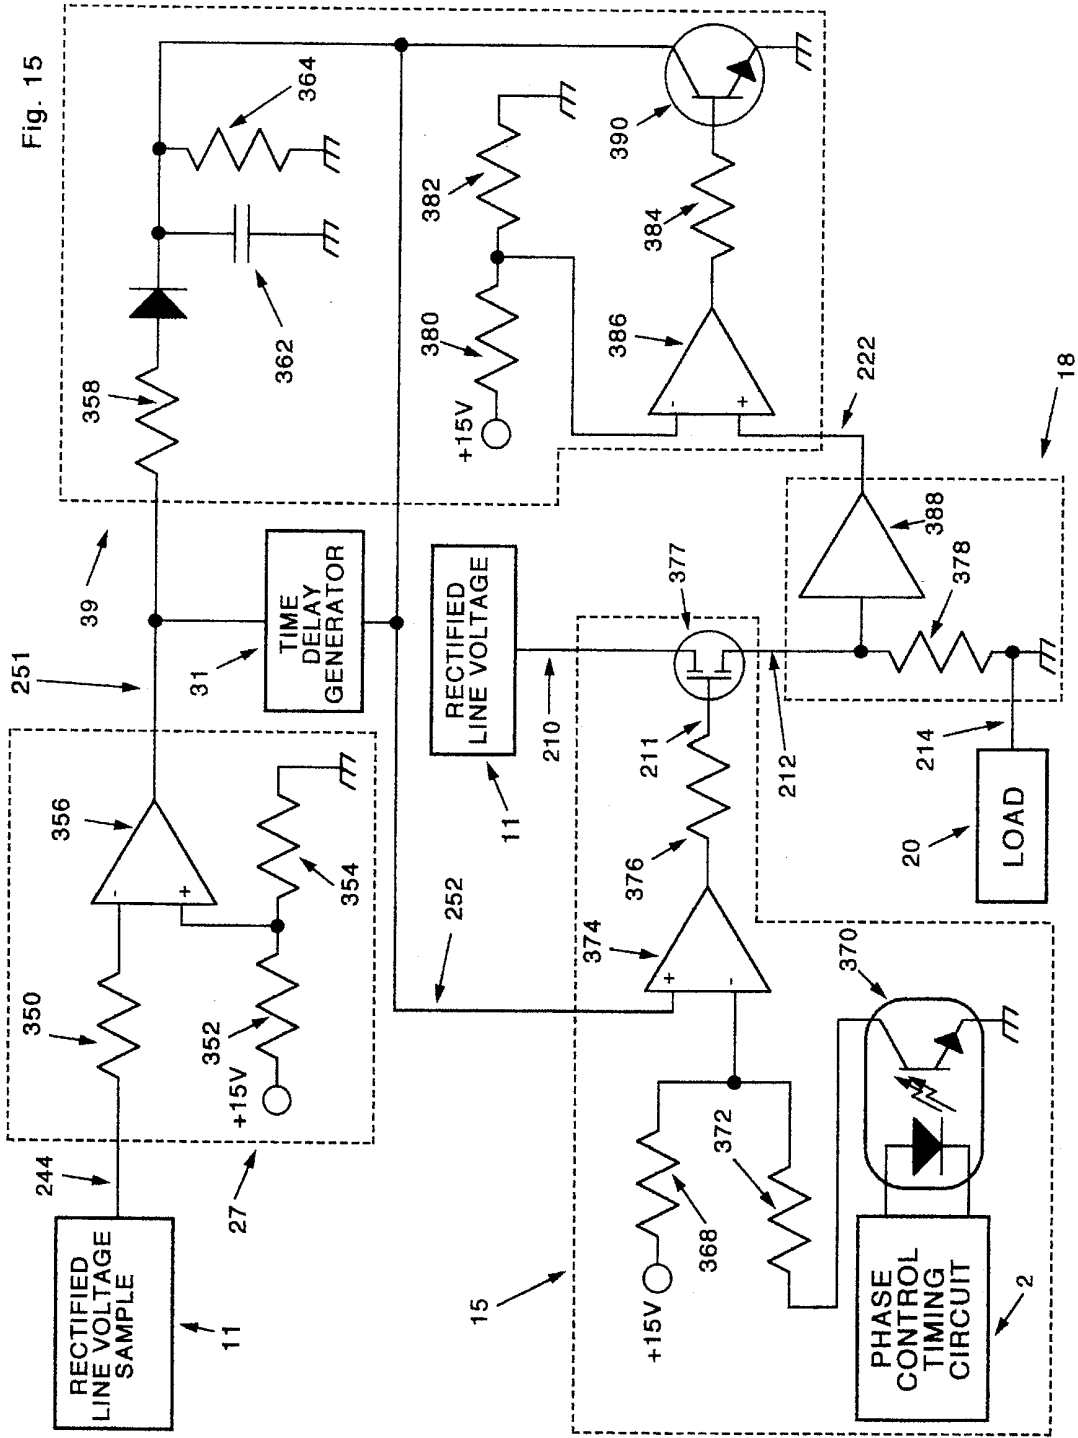 Fig. 15
RECTIFIED
LINE VOLTAGE
SAMPLE
11
244
27
350
352
+15V
354
356
-
+
251
39
31
TIME
DELAY
GENERATOR
358
362
364
252
RECTIFIED
LINE VOLTAGE
11
210
+15V
380
382
386
-
+
384
390
222
18
15
+15V
368
372
374
+
-
376
211
377
212
388
378
214
20
LOAD
370
PHASE
CONTROL
TIMING
CIRCUIT
2